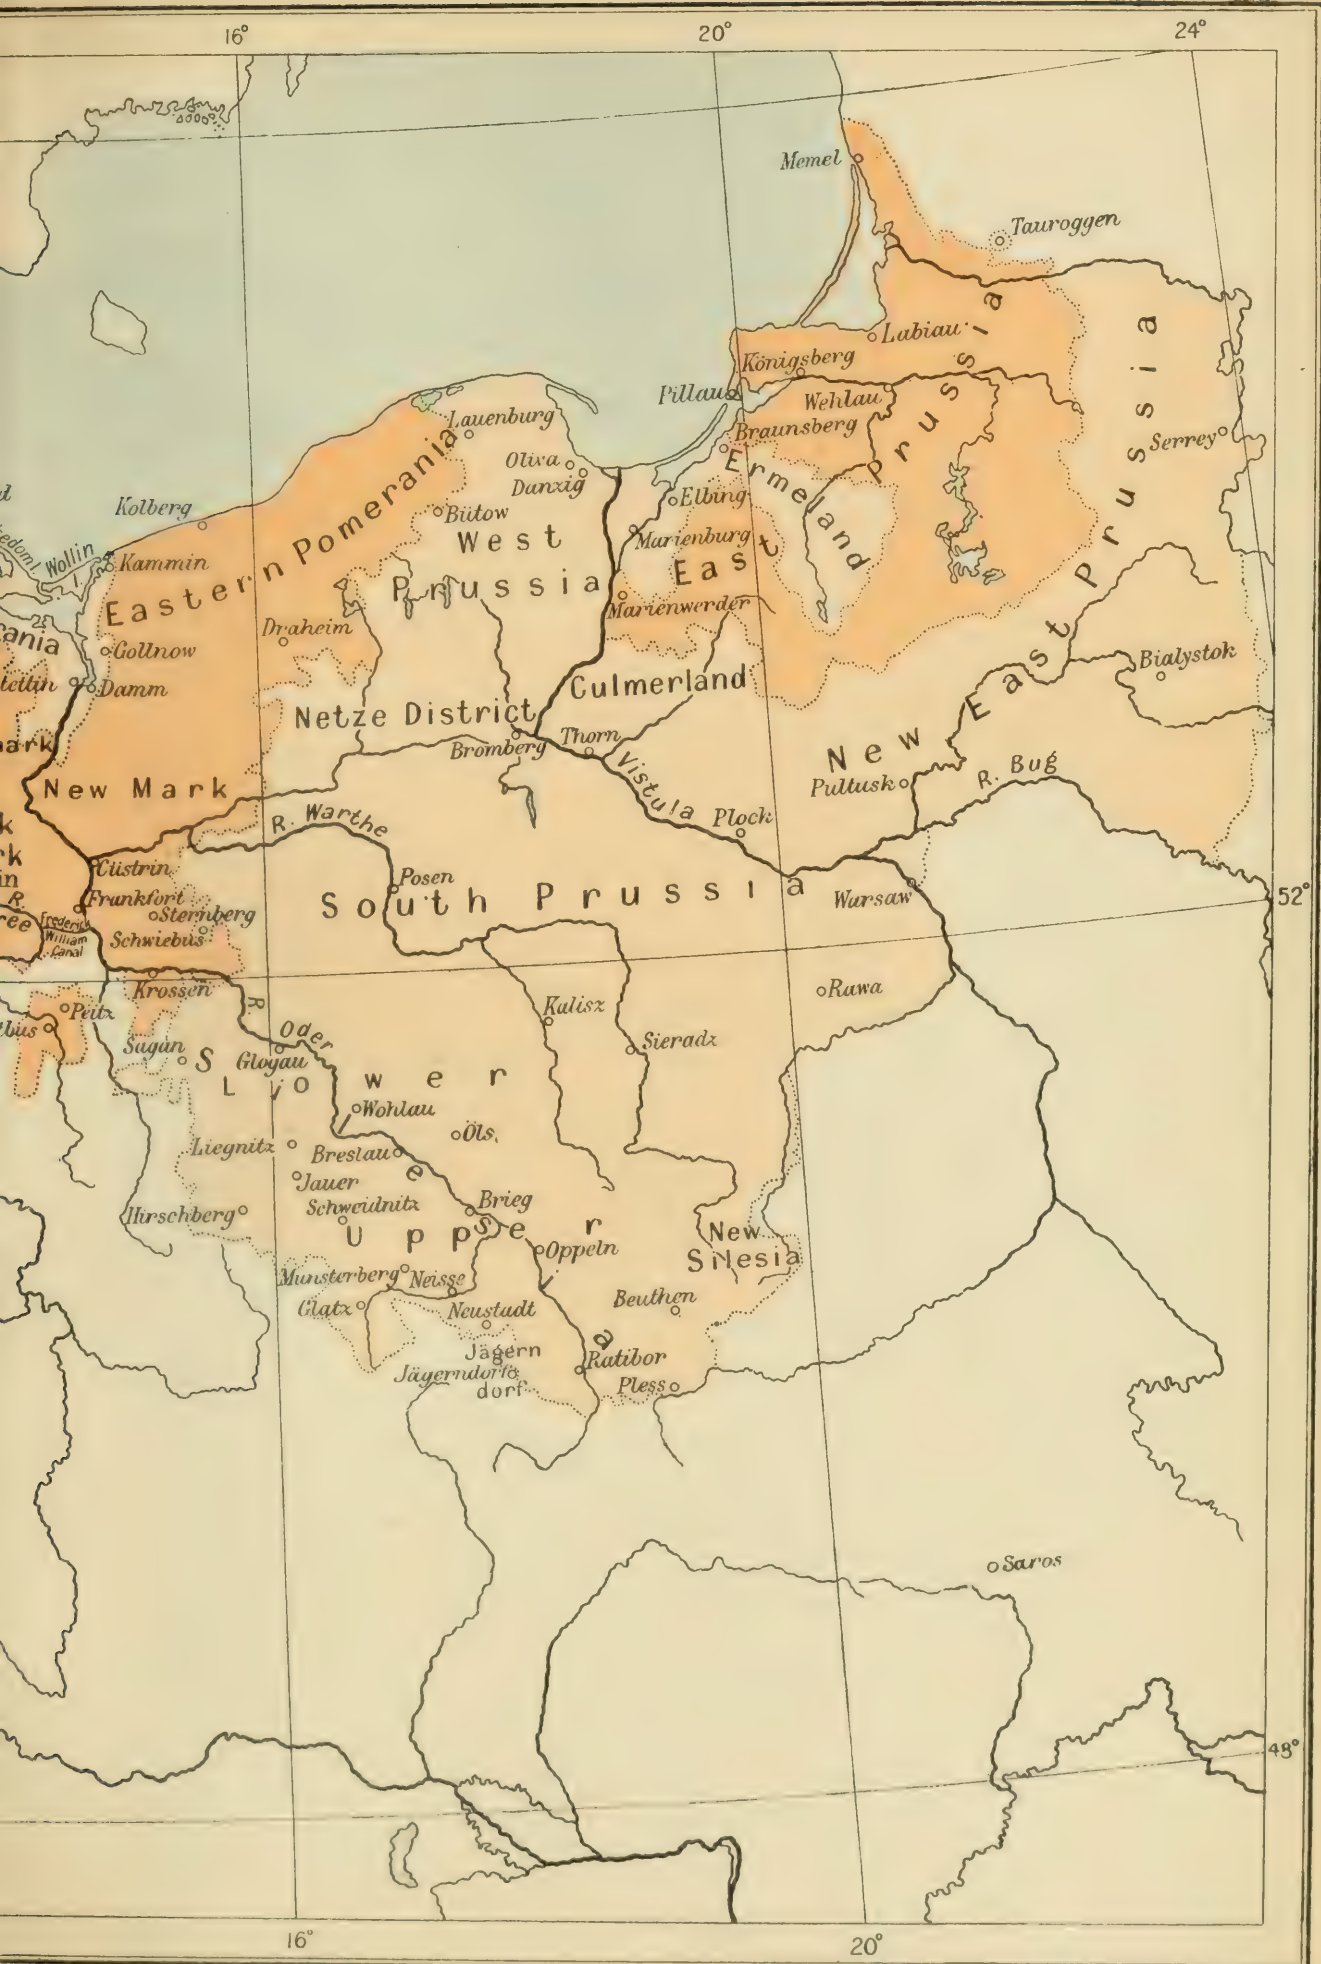 16°
20°
24°
Memel
Tauroggen
Labiau
Königsberg
Pillau
Wehlau
Braunsberg
Ermeland
East Prussia
New East Prussia
Serrey
Lauenburg
Oliva
Danzig
Elbing
Kolberg
Bütow
West
Prussia
Marienburg
Marienwerder
Wollin
I.
Kammin
Eastern Pomerania
Draheim
Gollnow
Damm
Culmerland
Netze District
Bromberg
Thorn
Vistula
Bialystok
Pultusk
R. Bug
New Mark
R. Warthe
Plock
Cüstrin
Posen
South Prussia
Warsaw
52°
Frankfort
Sternberg
Frederick
William
Canal
Schwiebus
Krossen
R. Oder
Rawa
Peitz
Kalisz
Sieradz
Sagan
Glogau
Silesia
Lower
Wohlau
Öls.
Liegnitz
Breslau
Jauer
Schweidnitz
Brieg
Hirschberg
Upper
Oppeln
New
Silesia
Munsterberg
Neisse
Glatz
Neustadt
Beuthen
Jägern
dorf
Jägerndorf
Ratibor
Pless
Saros
48°
16°
20°